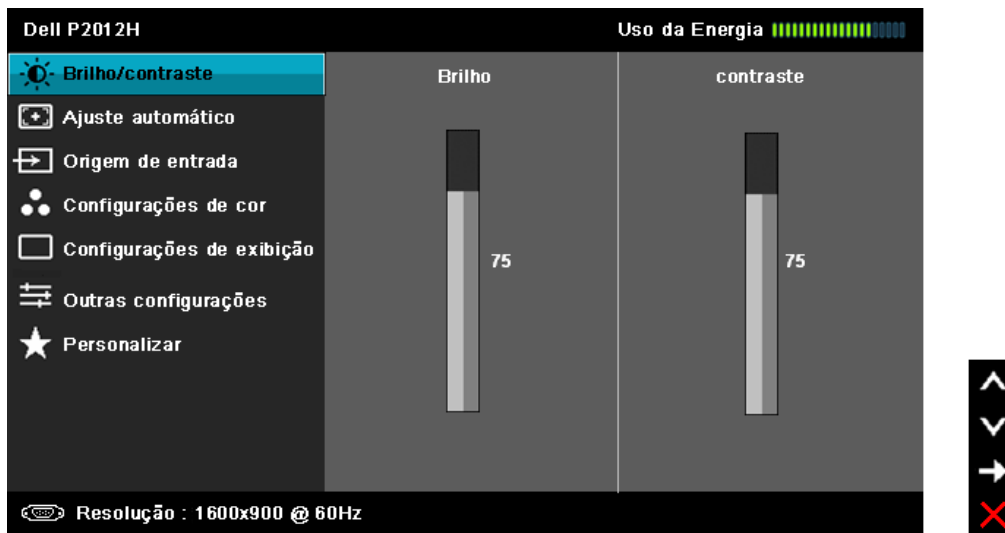 Dell P2012H
Uso da Energia
Brilho/contraste
Ajuste automático
Origem de entrada
Configurações de cor
Configurações de exibição
Outras configurações
Personalizar
Brilho
contraste
75
75
Resolução : 1600x900 @ 60Hz